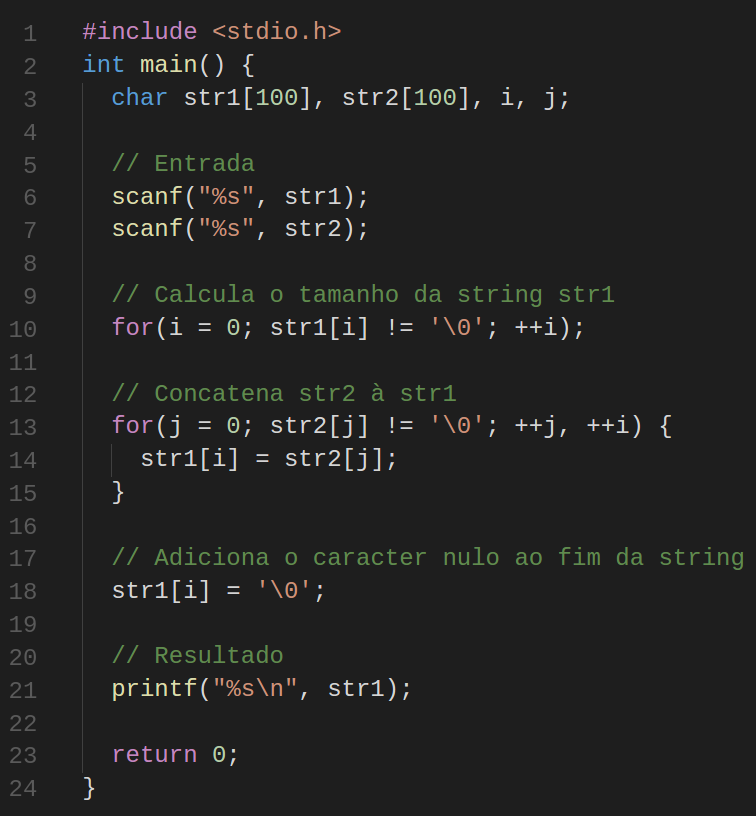 1 #include <stdio.h>
2 int main() {
3   char str1[100], str2[100], i, j;
4
5   // Entrada
6   scanf("%s", str1);
7   scanf("%s", str2);
8
9   // Calcula o tamanho da string str1
10   for(i = 0; str1[i] != '\0'; ++i);
11
12   // Concatena str2 à str1
13   for(j = 0; str2[j] != '\0'; ++j, ++i) {
14     str1[i] = str2[j];
15   }
16
17   // Adiciona o caracter nulo ao fim da string
18   str1[i] = '\0';
19
20   // Resultado
21   printf("%s\n", str1);
22
23   return 0;
24 }